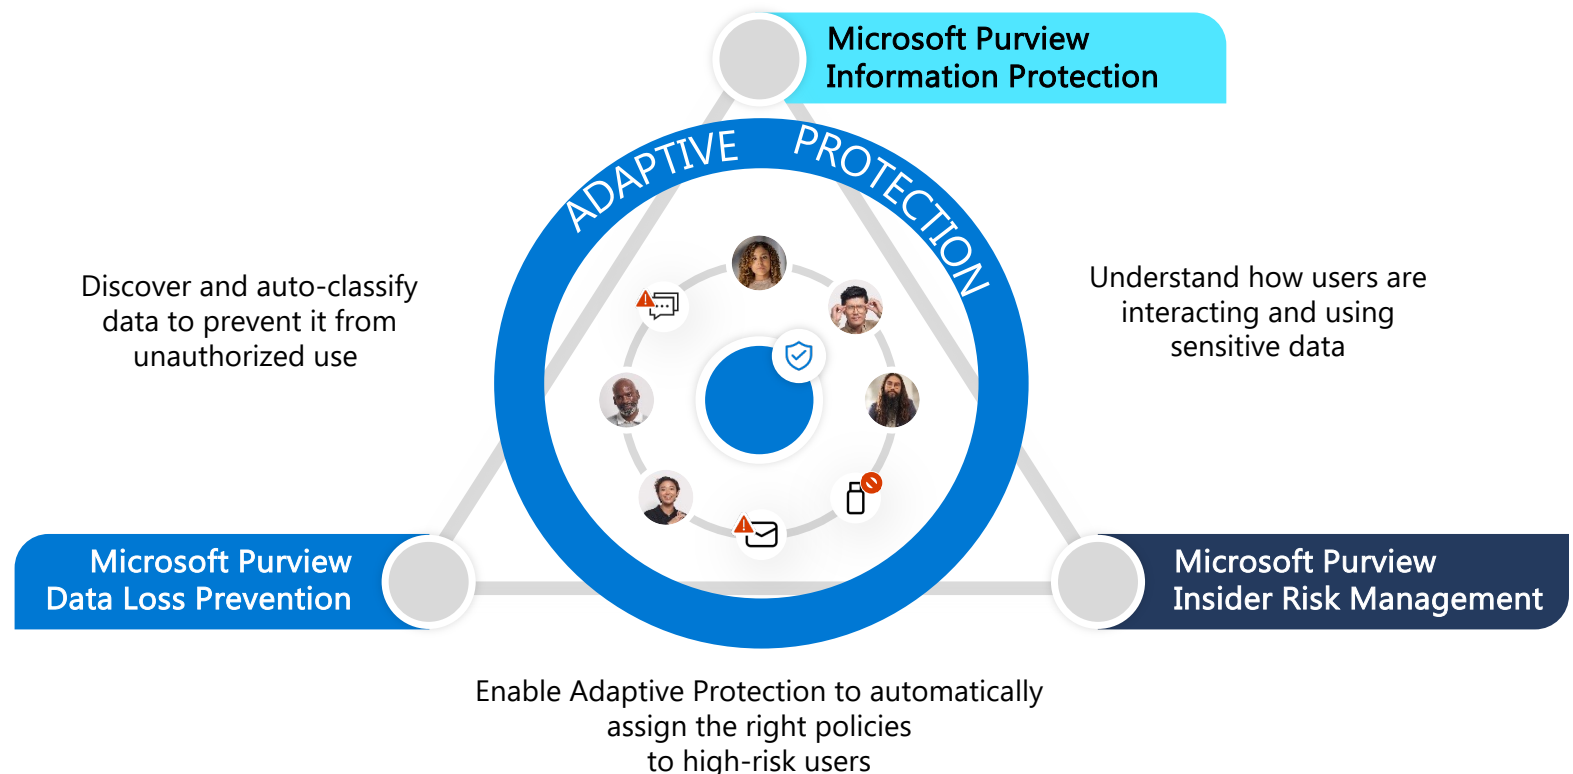 Microsoft Purview
Information Protection
ADAPTIVE PROTECTION
Discover and auto-classify
data to prevent it from
unauthorized use
Understand how users are
interacting and using
sensitive data
Microsoft Purview
Data Loss Prevention
Microsoft Purview
Insider Risk Management
Enable Adaptive Protection to automatically
assign the right policies
to high-risk users